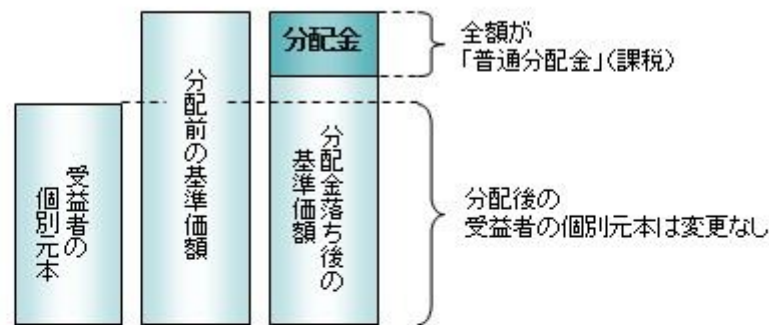 受益者の
個別元本
分配前の基準価額
分配金
分配金落ち後の
基準価額
全額が
「普通分配金」(課税)
分配後の
受益者の個別元本は変更なし